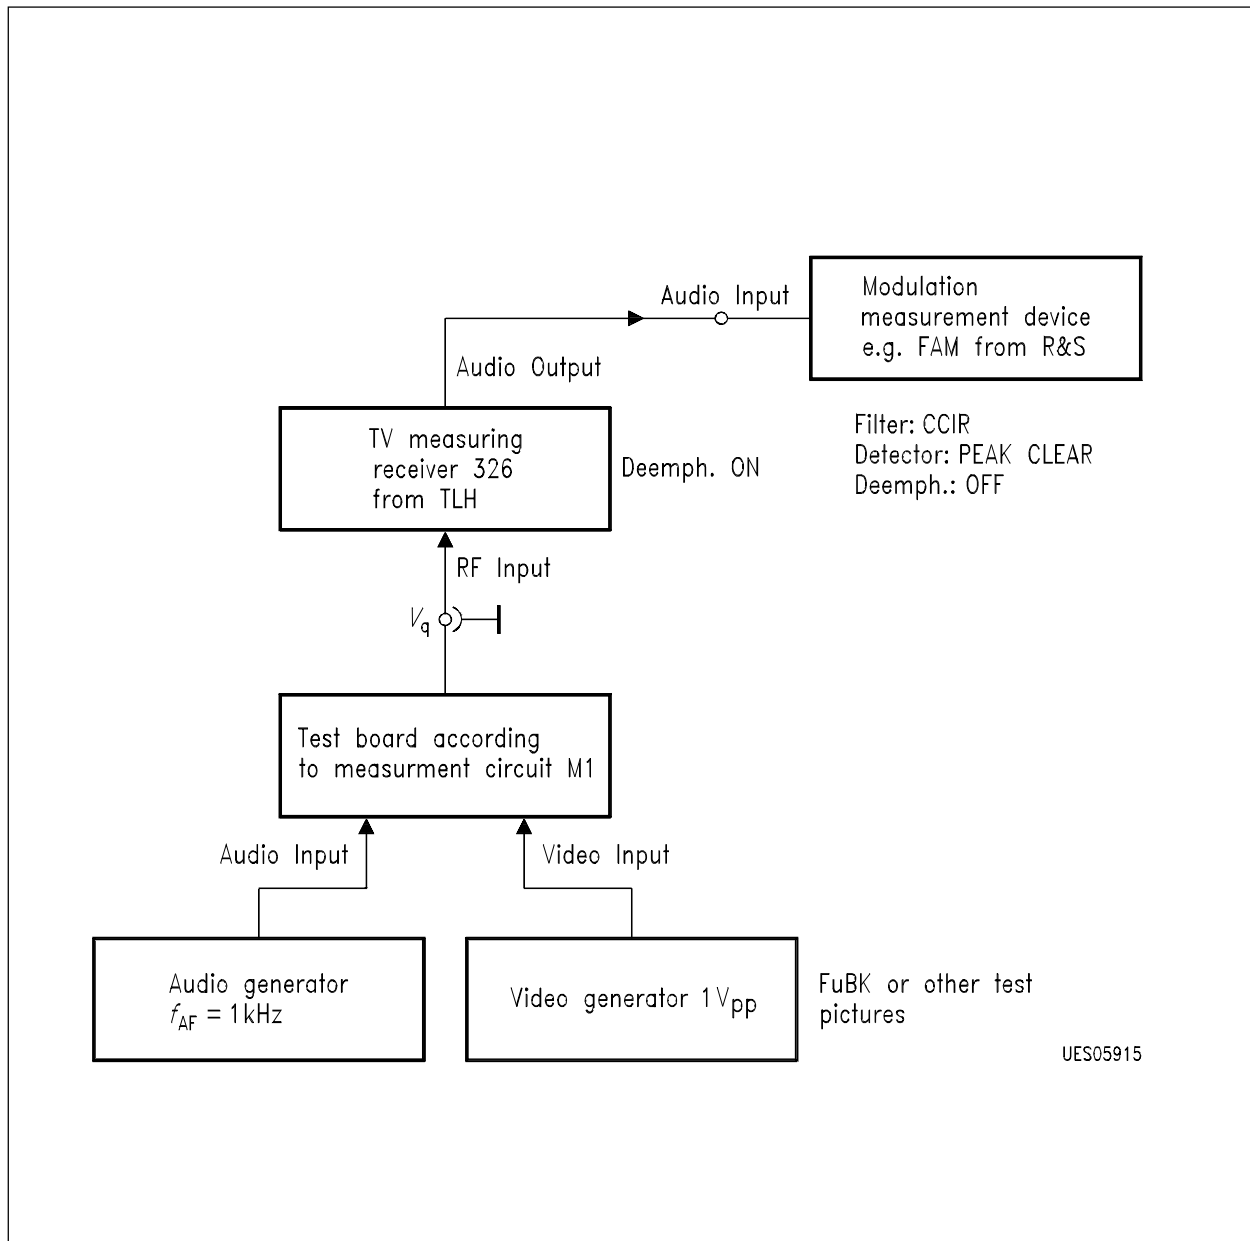 Audio Input
Modulation
measurement device
e.g. FAM from R&S
Audio Output
Filter: CCIR
Detector: PEAK CLEAR
Deemph.: OFF
TV measuring
receiver 326
from TLH
Deemph. ON
RF Input
Vq
Test board according
to measurment circuit M1
Audio Input
Video Input
Audio generator
fAF = 1kHz
Video generator 1Vpp
FuBK or other test
pictures
UES05915